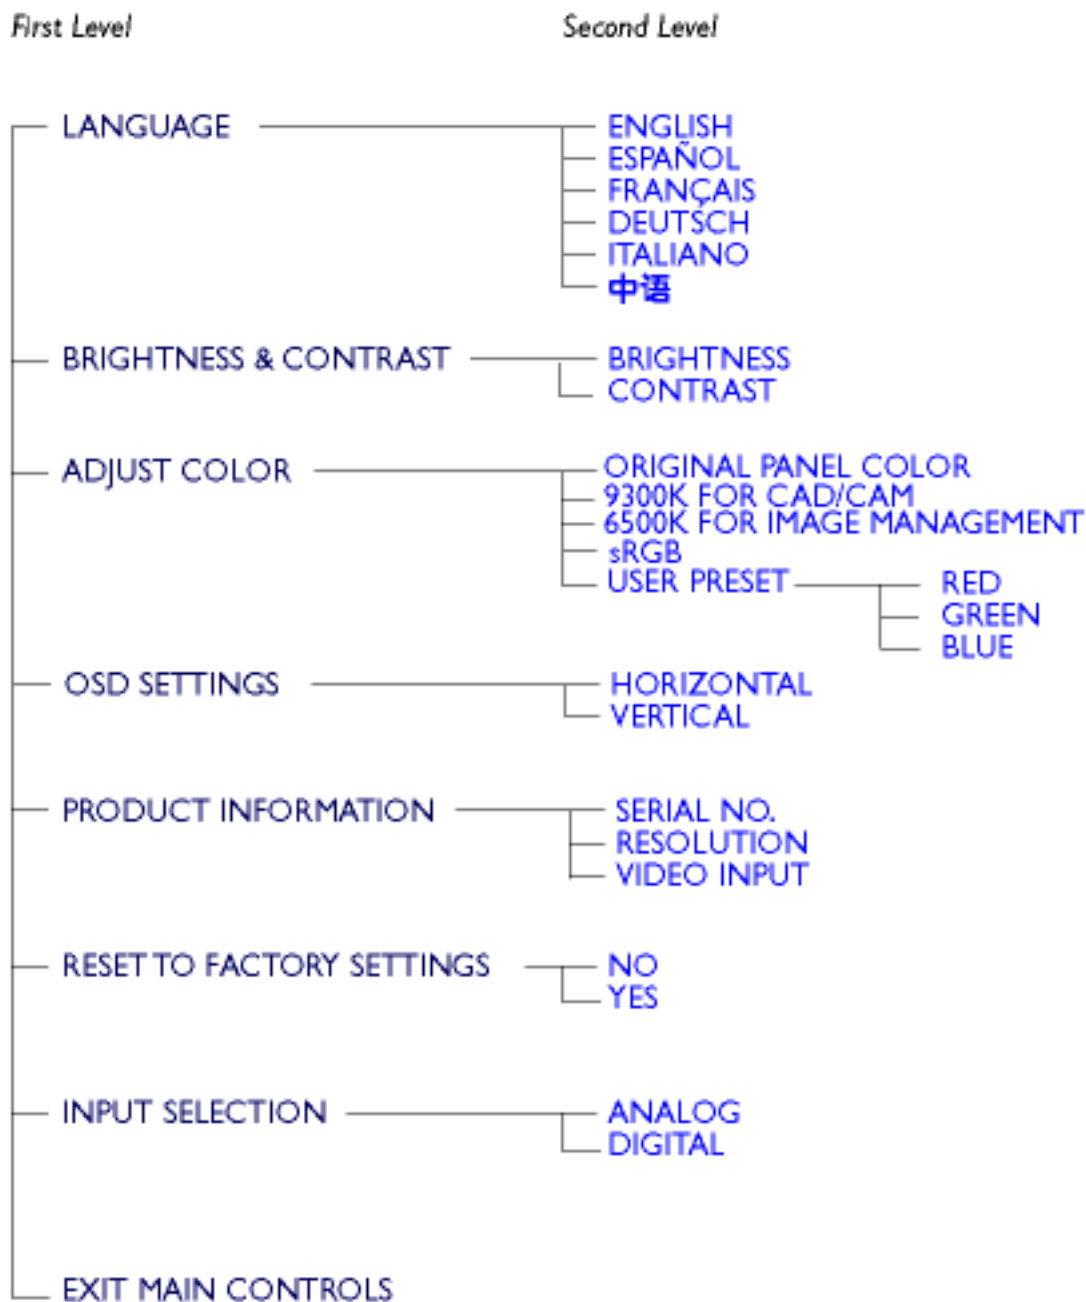 First Level
Second Level
LANGUAGE
ENGLISH
ESPAÑOL
FRANÇAIS
DEUTSCH
ITALIANO
中语
BRIGHTNESS & CONTRAST
BRIGHTNESS
CONTRAST
ADJUST COLOR
ORIGINAL PANEL COLOR
9300K FOR CAD/CAM
6500K FOR IMAGE MANAGEMENT
sRGB
USER PRESET
RED
GREEN
BLUE
OSD SETTINGS
HORIZONTAL
VERTICAL
PRODUCT INFORMATION
SERIAL NO.
RESOLUTION
VIDEO INPUT
RESET TO FACTORY SETTINGS
NO
YES
INPUT SELECTION
ANALOG
DIGITAL
EXIT MAIN CONTROLS